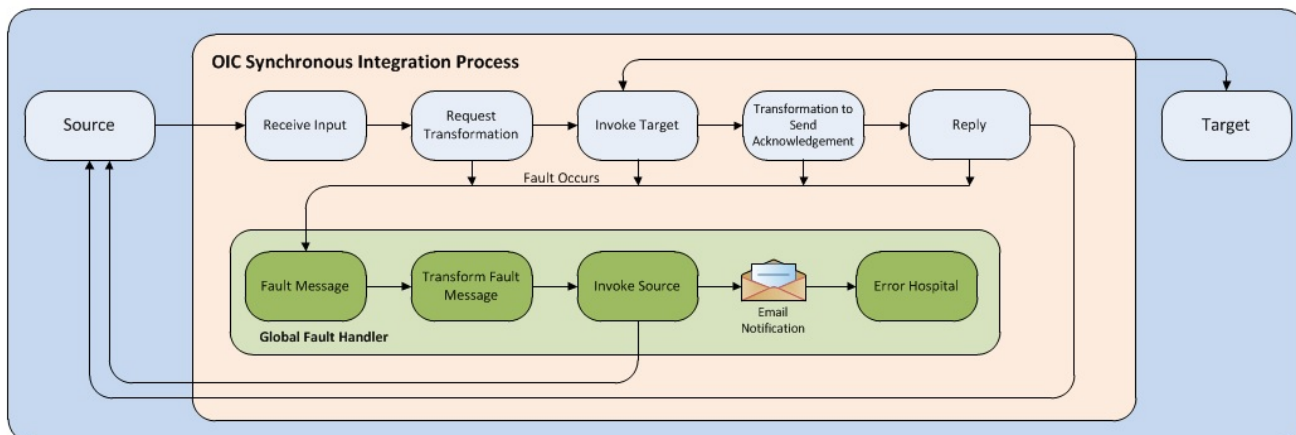 OIC Synchronous Integration Process
Source
Receive Input
Request
Transformation
Invoke Target
Transformation to
Send
Acknowledgement
Reply
Target
Fault Occurs
Fault Message
Transform Fault
Message
Invoke Source
Email
Notification
Error Hospital
Global Fault Handler